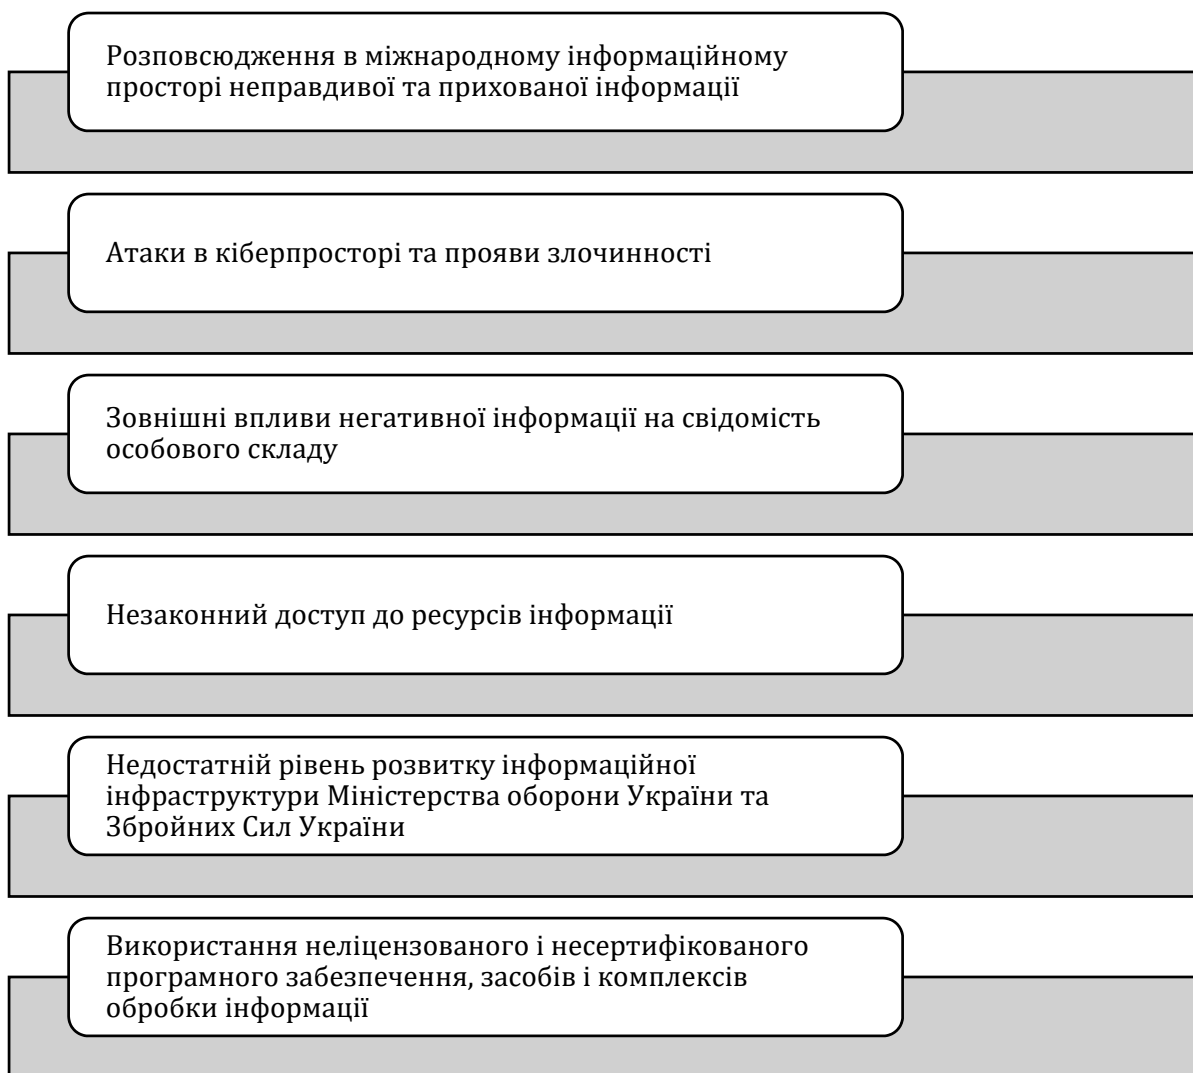 Розповсюдження в міжнародному інформаційному
просторі неправдивої та прихованої інформації
Атаки в кіберпросторі та прояви злочинності
Зовнішні впливи негативної інформації на свідомість
особового складу
Незаконний доступ до ресурсів інформації
Недостатній рівень розвитку інформаційної
інфраструктури Міністерства оборони України та
Збройних Сил України
Використання неліцензованого і несертифікованого
програмного забезпечення, засобів і комплексів
обробки інформації